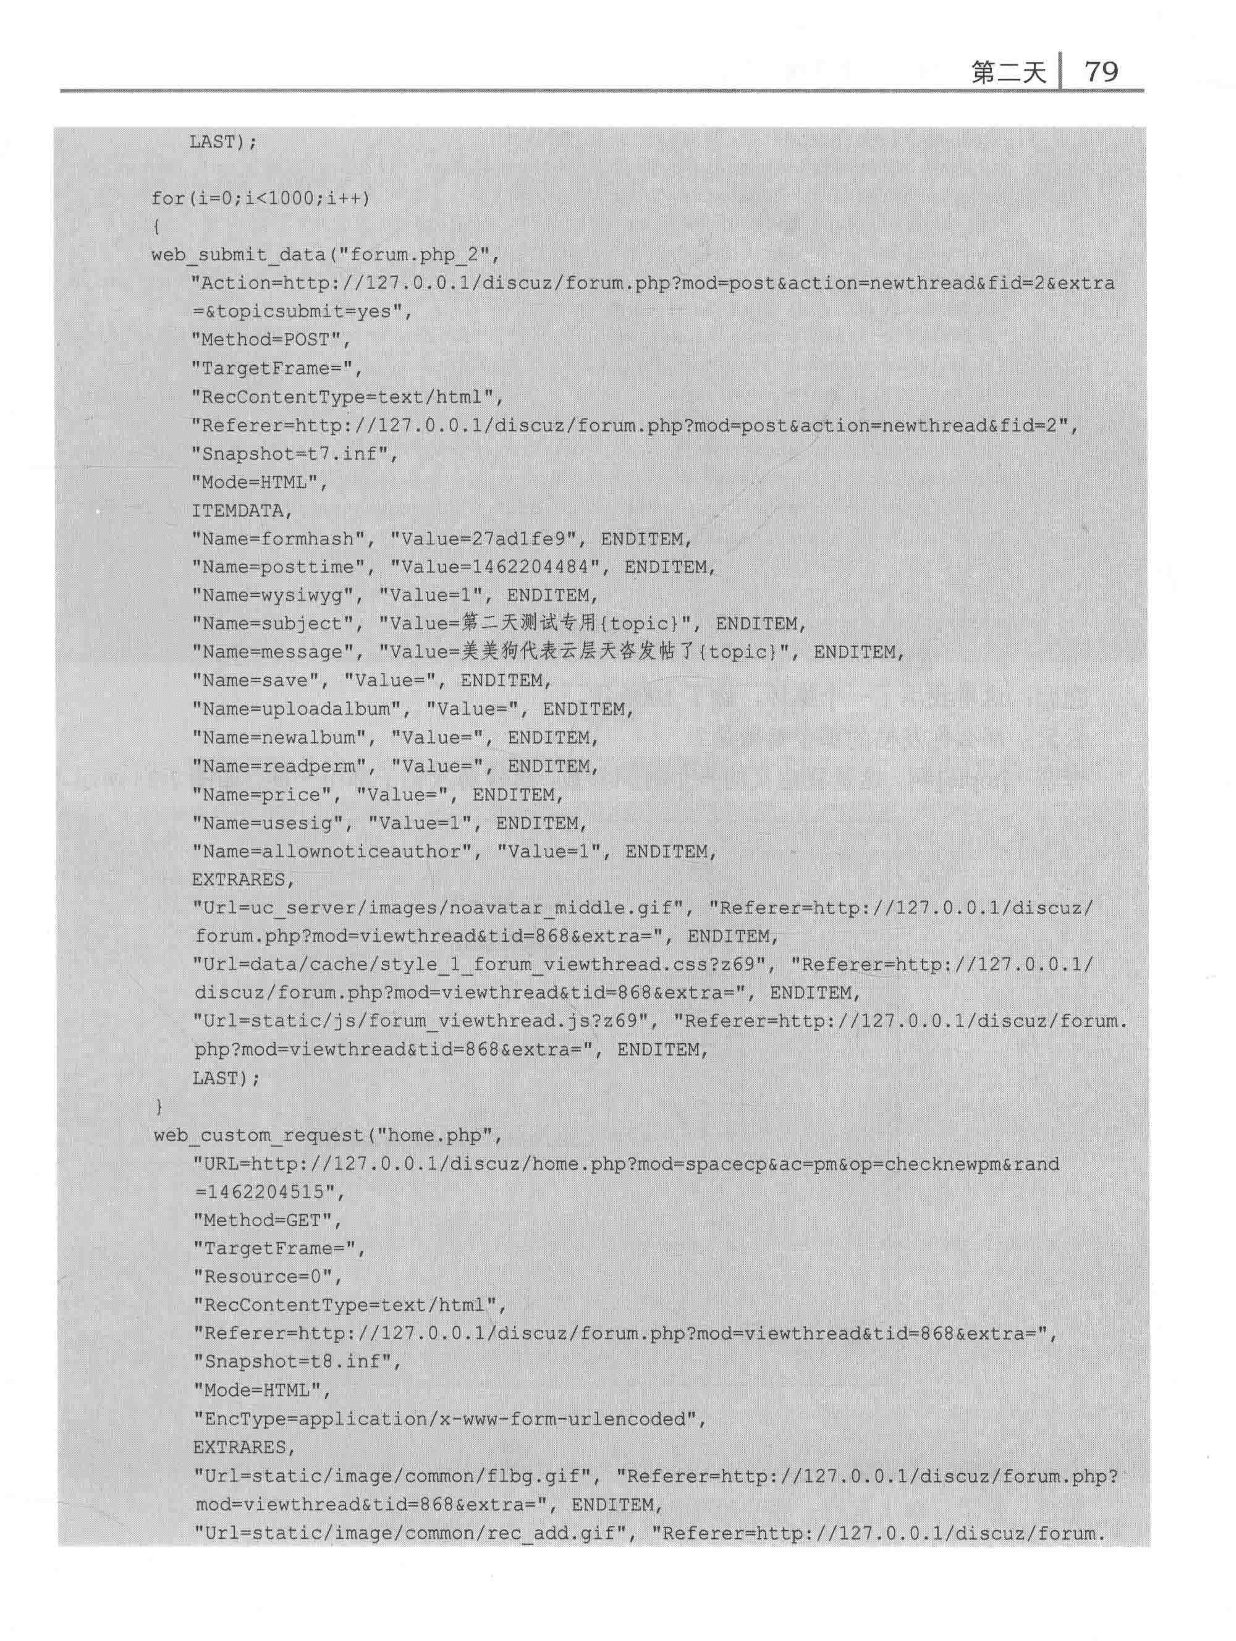 第二天 79
LAST);
for(i=0;i<1000;i++)
{
web_submit_data("forum.php_2",
"Action=http://127.0.0.1/discuz/forum.php?mod=post&action=newthread&fid=2&extra
=&topicsubmit=yes",
"Method=POST",
"TargetFrame=",
"RecContentType=text/html",
"Referer=http://127.0.0.1/discuz/forum.php?mod=post&action=newthread&fid=2",
"Snapshot=t7.inf",
"Mode=HTML",
ITEMDATA,
"Name=formhash", "Value=27ad1fe9", ENDITEM,
"Name=posttime", "Value=1462204484", ENDITEM,
"Name=wysiwyg", "Value=1", ENDITEM,
"Name=subject", "Value=第二天测试专用{topic}", ENDITEM,
"Name=message", "Value=美美狗代表云层天咨发帖了{topic}", ENDITEM,
"Name=save", "Value=", ENDITEM,
"Name=uploadalbum", "Value=", ENDITEM,
"Name=newalbum", "Value=", ENDITEM,
"Name=readperm", "Value=", ENDITEM,
"Name=price", "Value=", ENDITEM,
"Name=usesig", "Value=1", ENDITEM,
"Name=allownoticeauthor", "Value=1", ENDITEM,
EXTRARES,
"Url=uc_server/images/noavatar_middle.gif", "Referer=http://127.0.0.1/discuz/
forum.php?mod=viewthread&tid=868&extra=", ENDITEM,
"Url=data/cache/style_1_forum_viewthread.css?z69", "Referer=http://127.0.0.1/
discuz/forum.php?mod=viewthread&tid=868&extra=", ENDITEM,
"Url=static/js/forum_viewthread.js?z69", "Referer=http://127.0.0.1/discuz/forum.
php?mod=viewthread&tid=868&extra=", ENDITEM,
LAST);
}
web_custom_request("home.php",
"URL=http://127.0.0.1/discuz/home.php?mod=spacecp&ac=pm&op=checknewpm&rand
=1462204515",
"Method=GET",
"TargetFrame=",
"Resource=0",
"RecContentType=text/html",
"Referer=http://127.0.0.1/discuz/forum.php?mod=viewthread&tid=868&extra=",
"Snapshot=t8.inf",
"Mode=HTML",
"EncType=application/x-www-form-urlencoded",
EXTRARES,
"Url=static/image/common/flbg.gif", "Referer=http://127.0.0.1/discuz/forum.php?
mod=viewthread&tid=868&extra=", ENDITEM,
"Url=static/image/common/rec_add.gif", "Referer=http://127.0.0.1/discuz/forum.